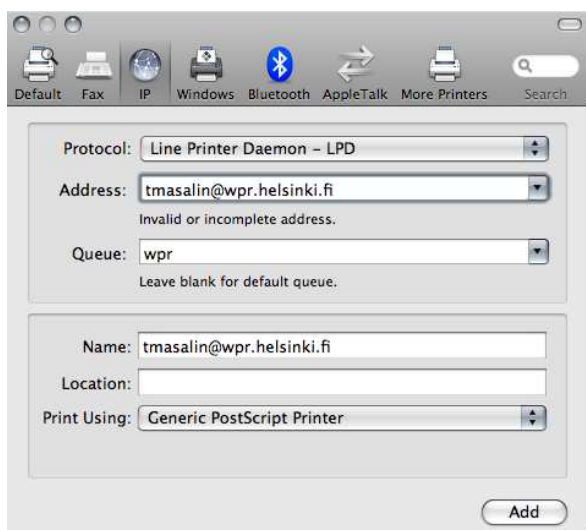 Default Fax IP Windows Bluetooth AppleTalk More Printers Search
Protocol: Line Printer Daemon – LPD
Address: tmasalin@wpr.helsinki.fi
Invalid or incomplete address.
Queue: wpr
Leave blank for default queue.
Name: tmasalin@wpr.helsinki.fi
Location:
Print Using: Generic PostScript Printer
Add